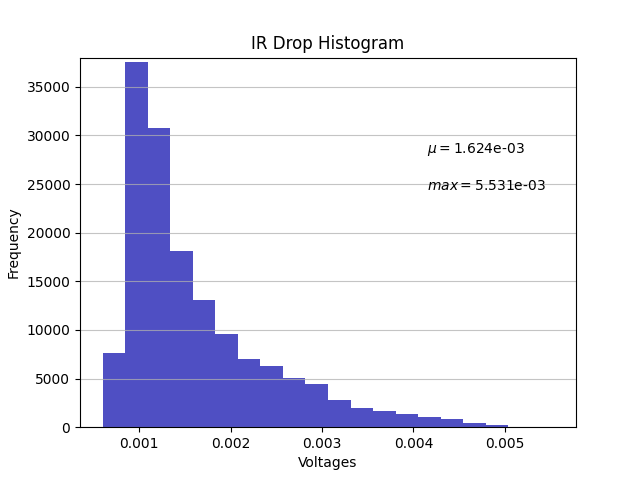 IR Drop Histogram
35000
30000
25000
20000
15000
10000
5000
0
Frequency
μ = 1.624e-03
max = 5.531e-03
0.001 0.002 0.003 0.004 0.005
Voltages